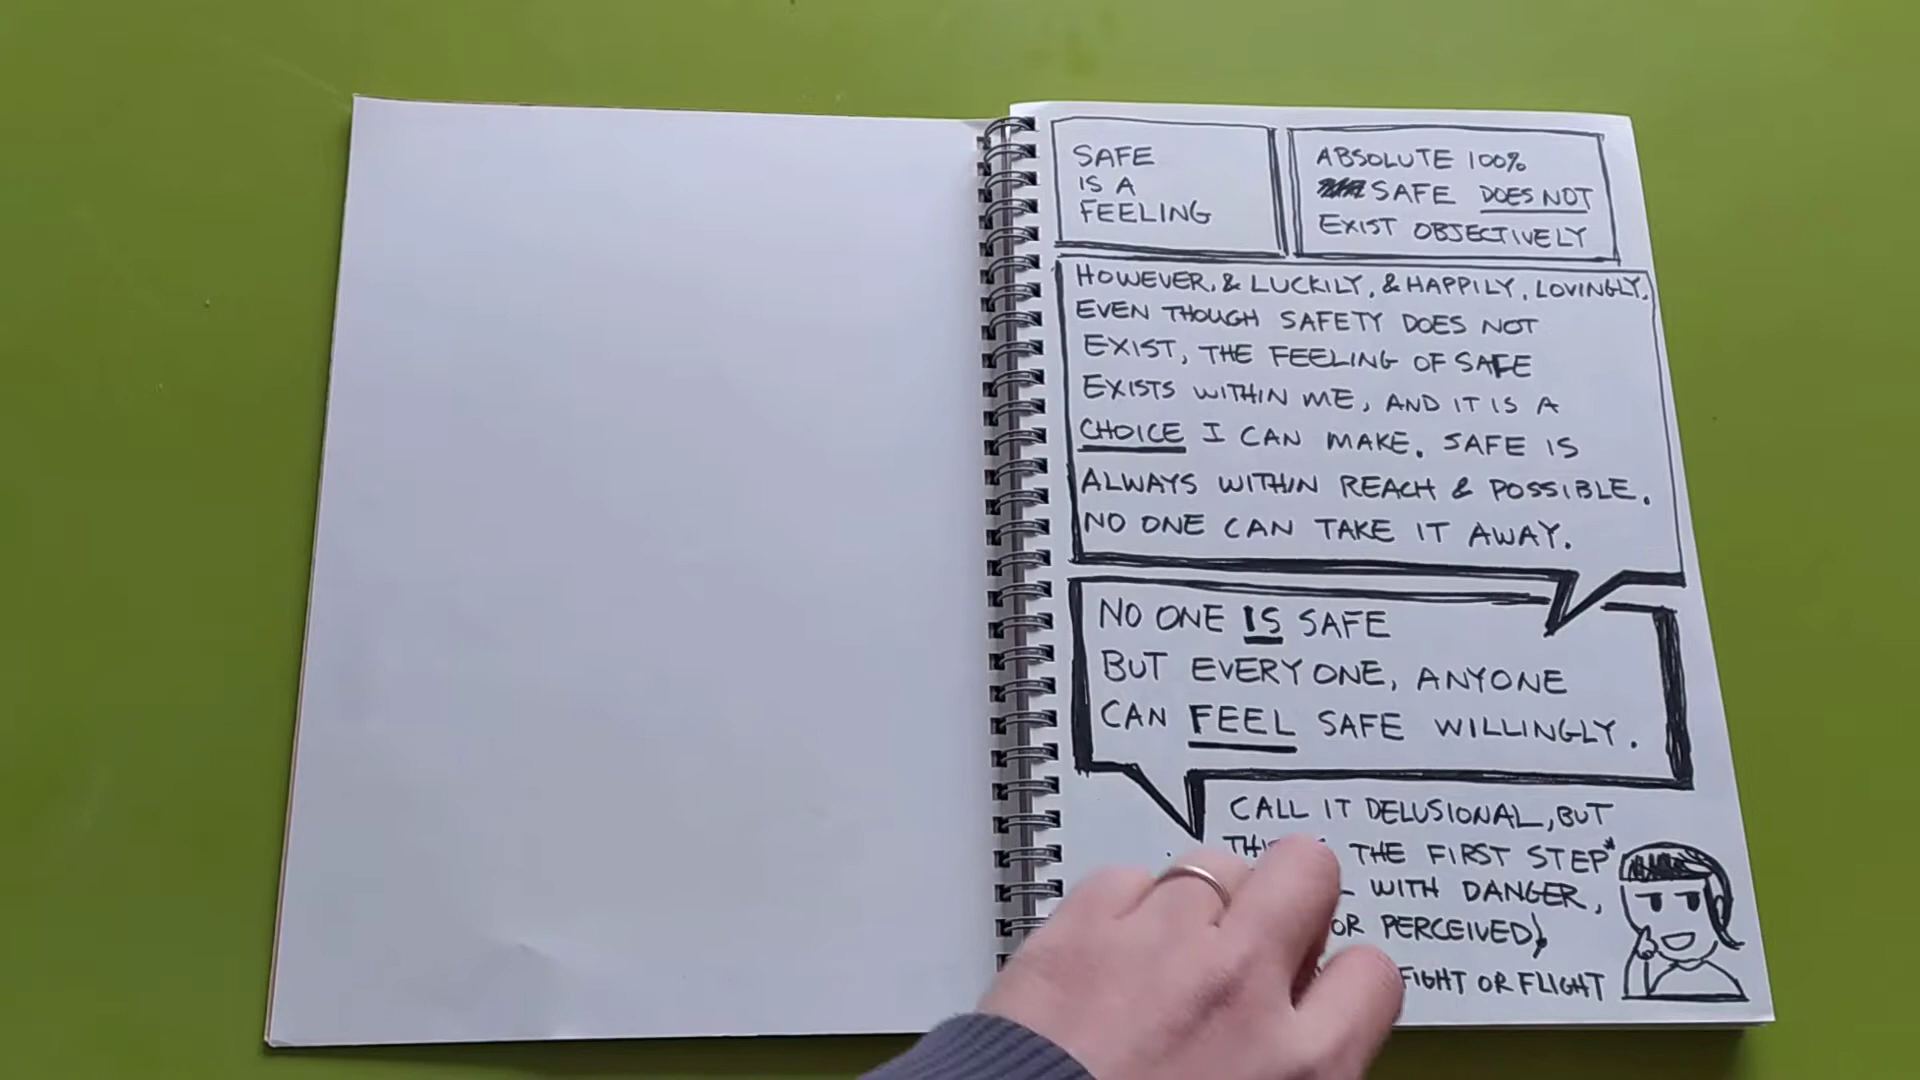 SAFE
IS A
FEELING
ABSOLUTE 100%
SAFE DOES NOT
EXIST OBJECTIVELY
HOWEVER, & LUCKILY, & HAPPILY, LOVINGLY,
EVEN THOUGH SAFETY DOES NOT
EXIST, THE FEELING OF SAFE
EXISTS WITHIN ME, AND IT IS A
CHOICE I CAN MAKE. SAFE IS
ALWAYS WITHIN REACH & POSSIBLE.
NO ONE CAN TAKE IT AWAY.
NO ONE IS SAFE
BUT EVERYONE, ANYONE
CAN FEEL SAFE WILLINGLY.
CALL IT DELUSIONAL, BUT
THE FIRST STEP*
WITH DANGER,
OR PERCEIVED)
FIGHT OR FLIGHT